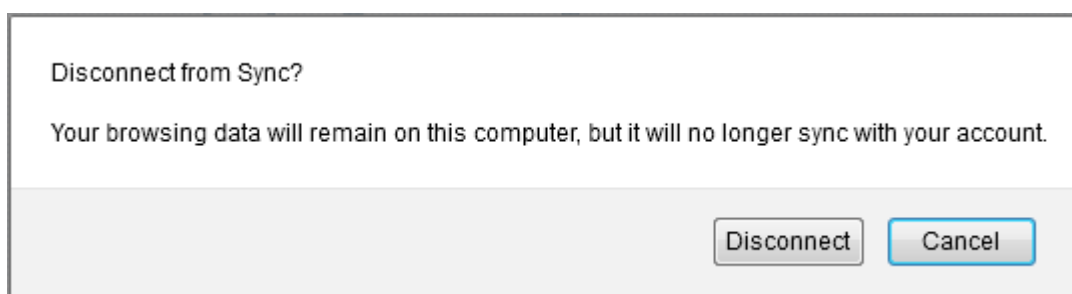 Disconnect from Sync?
Your browsing data will remain on this computer, but it will no longer sync with your account.
Disconnect Cancel